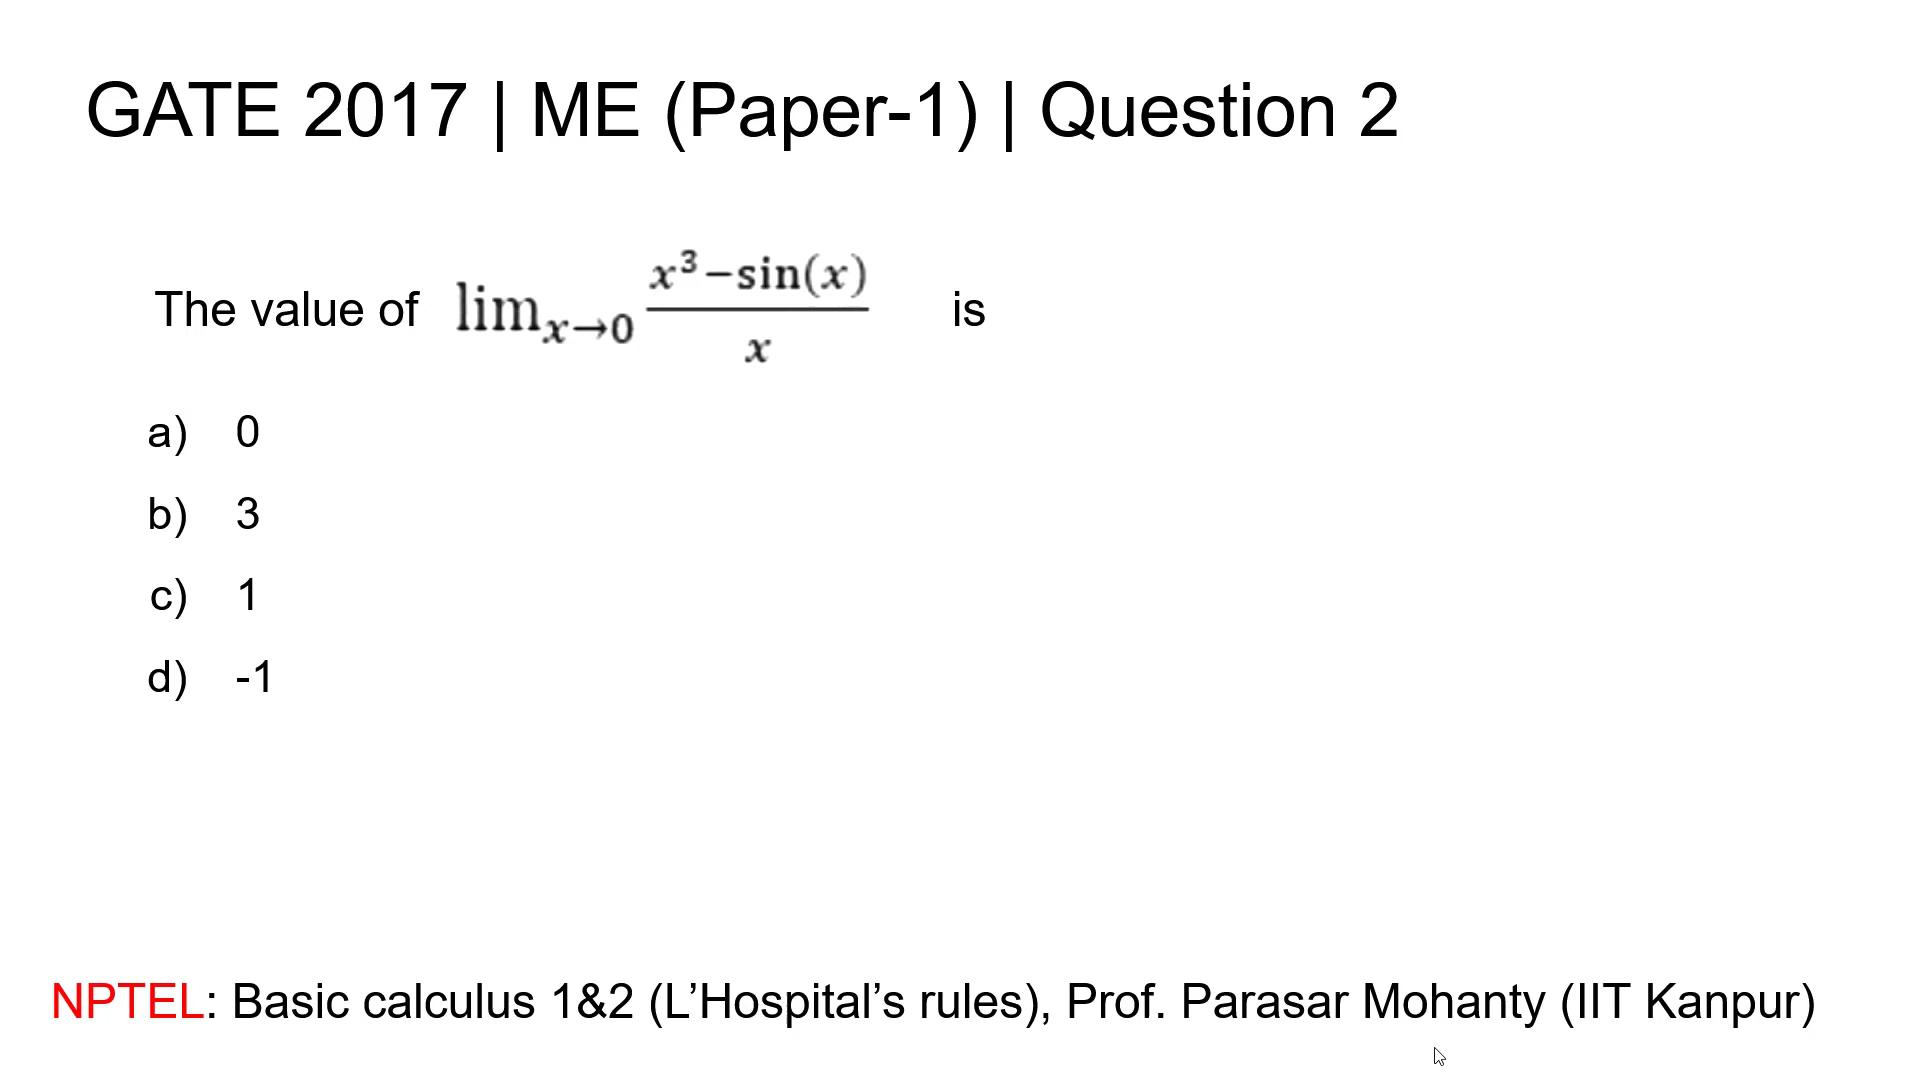 GATE 2017 | ME (Paper-1) | Question 2
The value of lim x→0 x³−sin(x) / x is
a) 0
b) 3
c) 1
d) -1
NPTEL: Basic calculus 1&2 (L’Hospital’s rules), Prof. Parasar Mohanty (IIT Kanpur)